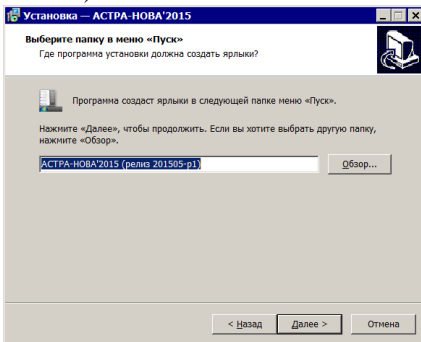 Установка — АСТРА-НОВА'2015
Выберите папку в меню «Пуск»
Где программа установки должна создать ярлыки?
Программа создаст ярлыки в следующей папке меню «Пуск».
Нажмите «Далее», чтобы продолжить. Если вы хотите выбрать другую папку,
нажмите «Обзор».
АСТРА-НОВА'2015 (релиз 201505-p1)
Обзор...
< Назад
Далее >
Отмена